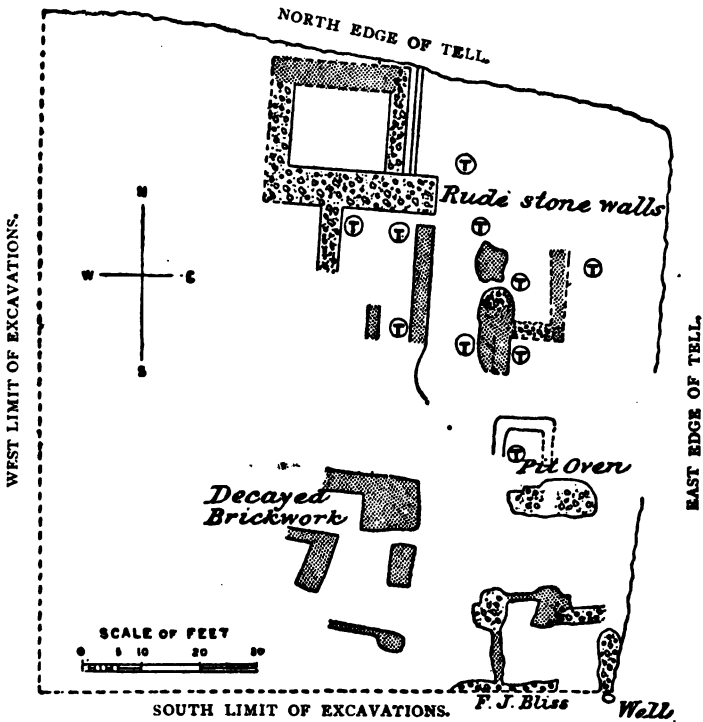 NORTH EDGE OF TELL.
T
Rude stone walls
T
T
T
T
T
N
W E
S
T
T
T
WEST LIMIT OF EXCAVATIONS.
EAST EDGE OF TELL.
T
Pit Oven
Decayed
Brickwork
SCALE OF FEET
0 5 10 20 30
F. J. Bliss
Well.
SOUTH LIMIT OF EXCAVATIONS.